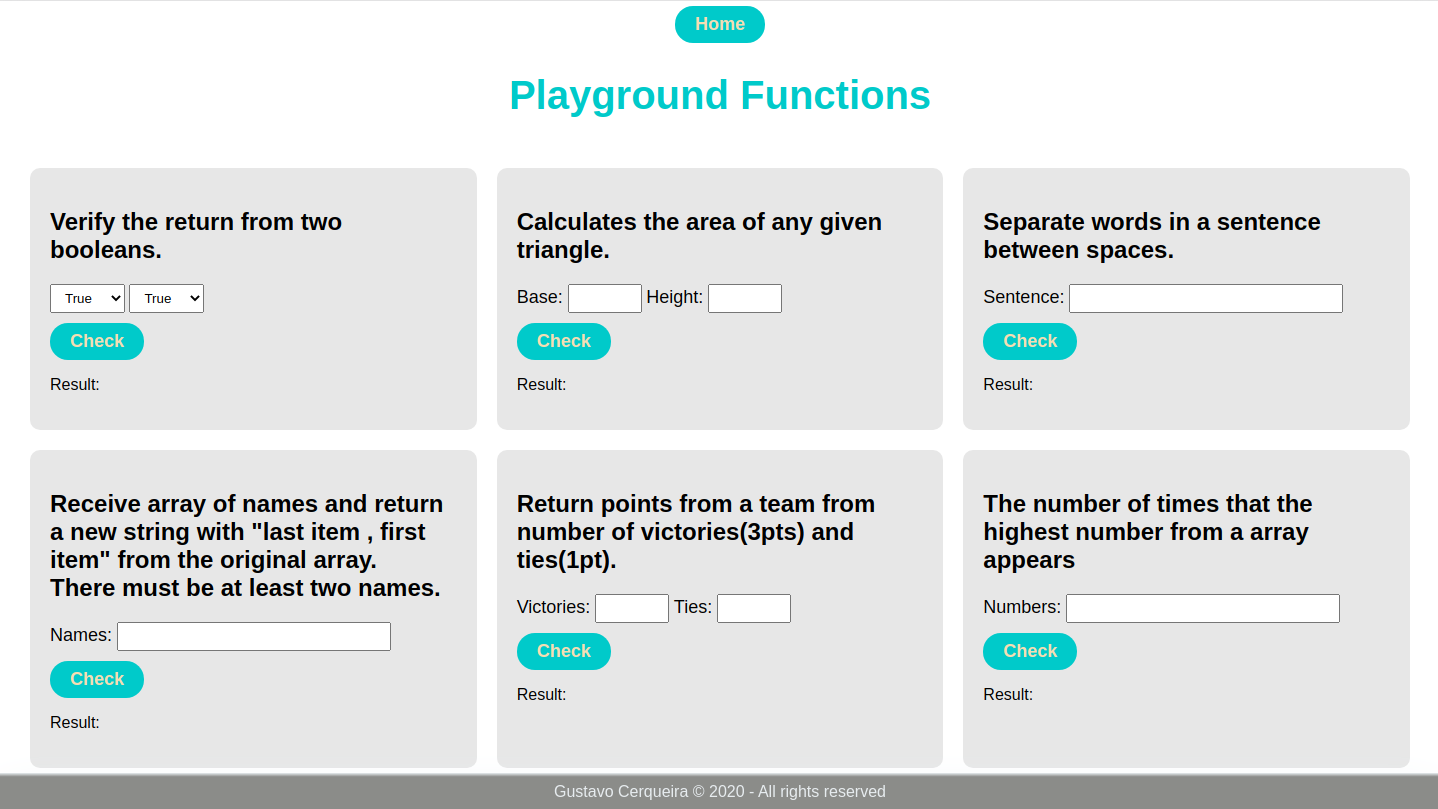 Home
Playground Functions
Verify the return from two
booleans.
True True
Check
Result:
Calculates the area of any given
triangle.
Base: Height:
Check
Result:
Separate words in a sentence
between spaces.
Sentence:
Check
Result:
Receive array of names and return
a new string with "last item , first
item" from the original array.
There must be at least two names.
Names:
Check
Result:
Return points from a team from
number of victories(3pts) and
ties(1pt).
Victories: Ties:
Check
Result:
The number of times that the
highest number from a array
appears
Numbers:
Check
Result:
Gustavo Cerqueira © 2020 - All rights reserved